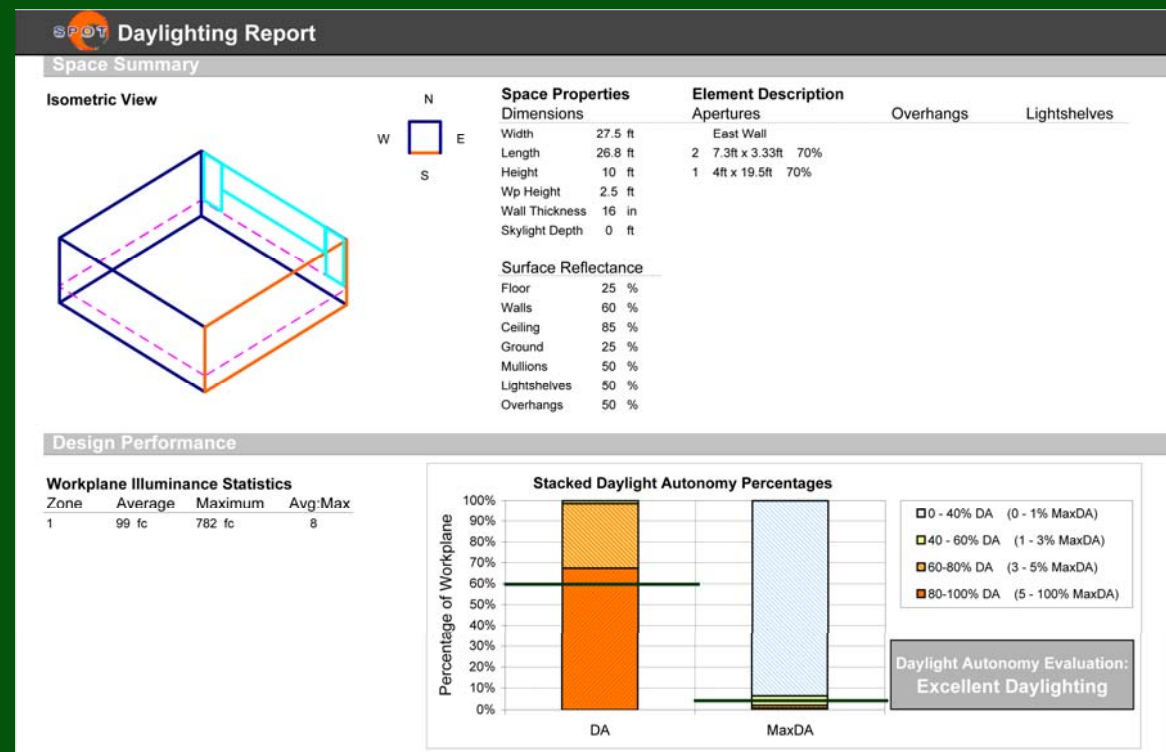 SPOT Daylighting Report
Space Summary
Isometric View
N
W E
S
Space Properties
Dimensions
Width 27.5 ft
Length 26.8 ft
Height 10 ft
Wp Height 2.5 ft
Wall Thickness 16 in
Skylight Depth 0 ft
Surface Reflectance
Floor 25 %
Walls 60 %
Ceiling 85 %
Ground 25 %
Mullions 50 %
Lightshelves 50 %
Overhangs 50 %
Element Description
Apertures Overhangs Lightshelves
East Wall
2 7.3ft x 3.33ft 70%
1 4ft x 19.5ft 70%
Design Performance
Workplane Illuminance Statistics
Zone Average Maximum Avg:Max
1 99 fc 782 fc 8
Stacked Daylight Autonomy Percentages
Percentage of Workplane
100%
90%
80%
70%
60%
50%
40%
30%
20%
10%
0%
DA MaxDA
0 - 40% DA (0 - 1% MaxDA)
40 - 60% DA (1 - 3% MaxDA)
60-80% DA (3 - 5% MaxDA)
80-100% DA (5 - 100% MaxDA)
Daylight Autonomy Evaluation:
Excellent Daylighting